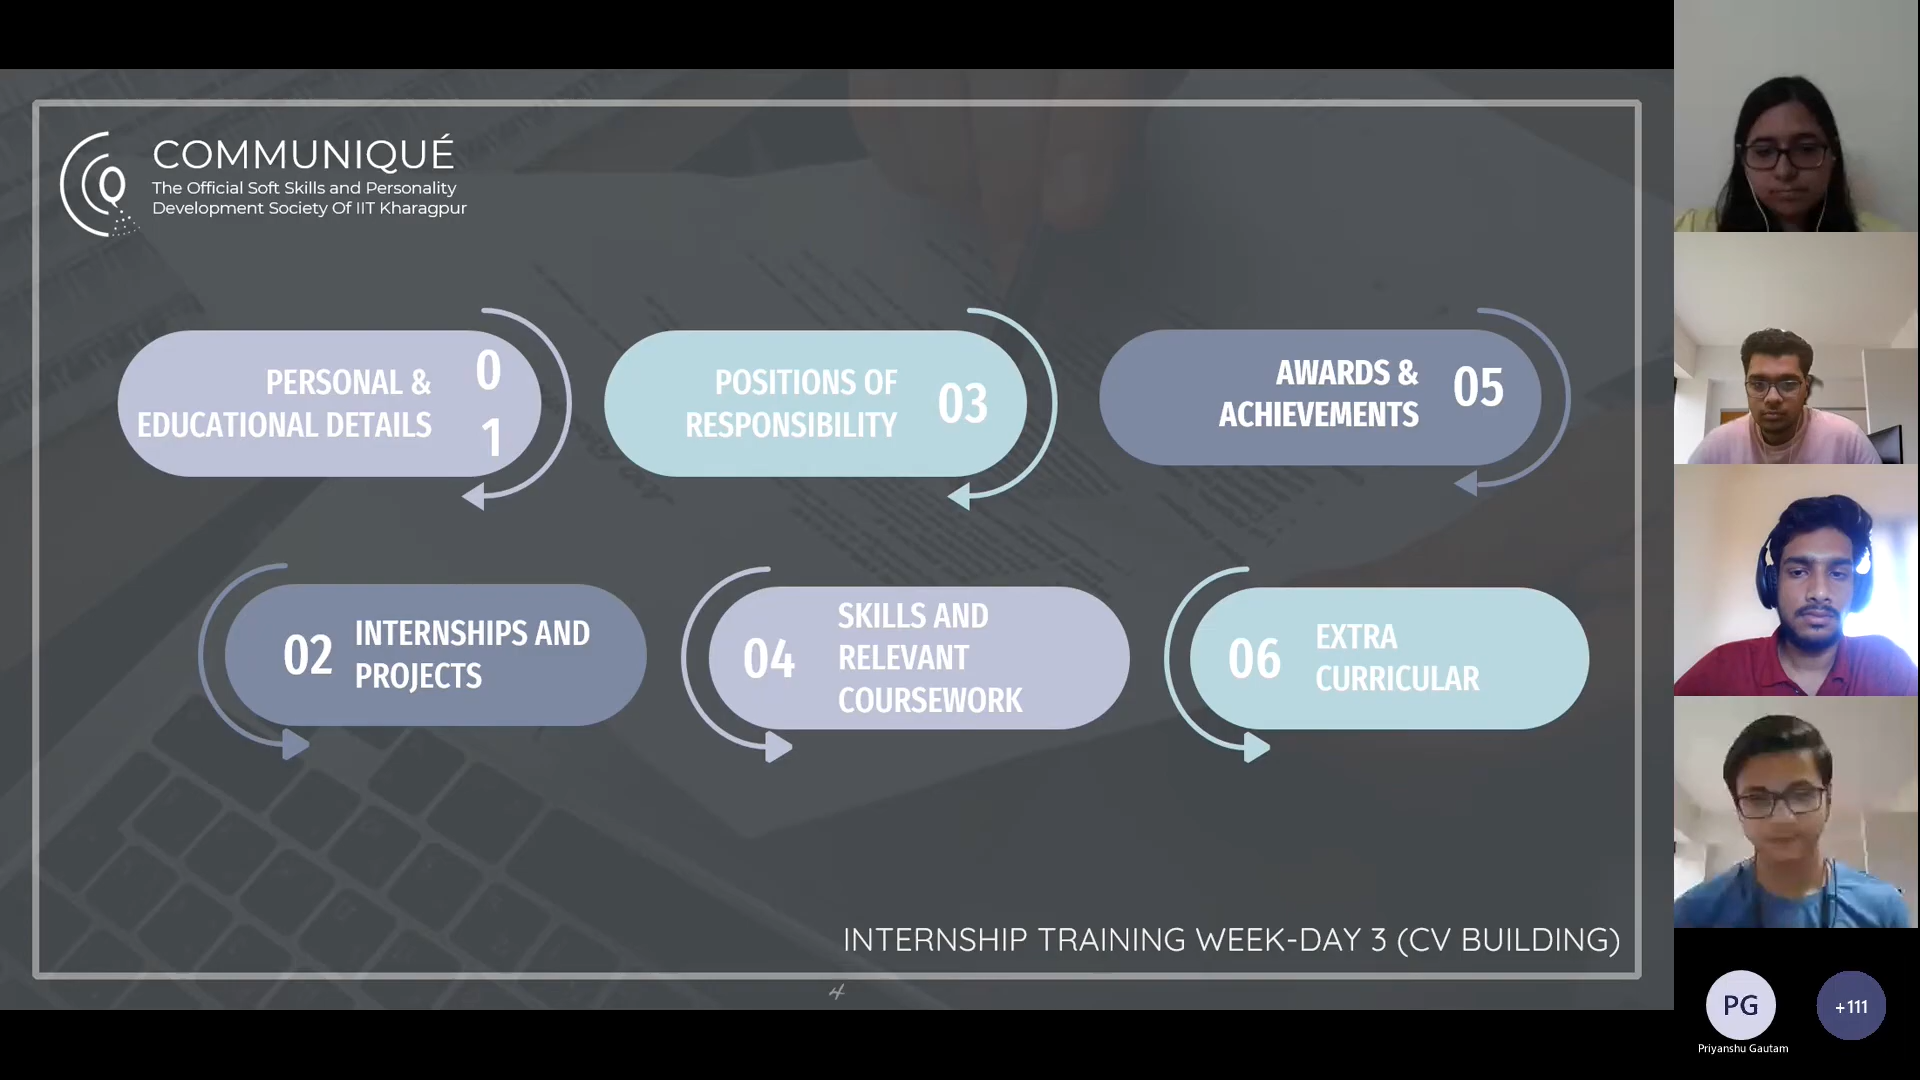 COMMUNIQUÉ
The Official Soft Skills and Personality
Development Society Of IIT Kharagpur
PERSONAL &
EDUCATIONAL DETAILS
0
1
POSITIONS OF
RESPONSIBILITY
03
AWARDS &
ACHIEVEMENTS
05
02
INTERNSHIPS AND
PROJECTS
04
SKILLS AND
RELEVANT
COURSEWORK
06
EXTRA
CURRICULAR
INTERNSHIP TRAINING WEEK-DAY 3 (CV BUILDING)
4
PG
Priyanshu Gautam
+111